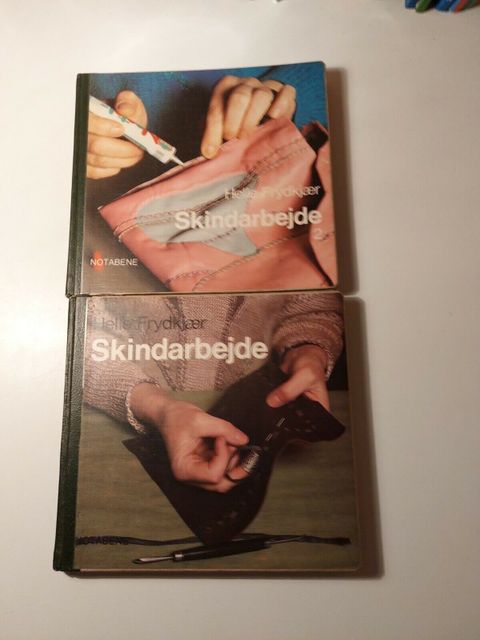 Helle Frydkjær
Skindarbejde
2
NOTABENE
Helle Frydkjær
Skindarbejde
NOTABENE